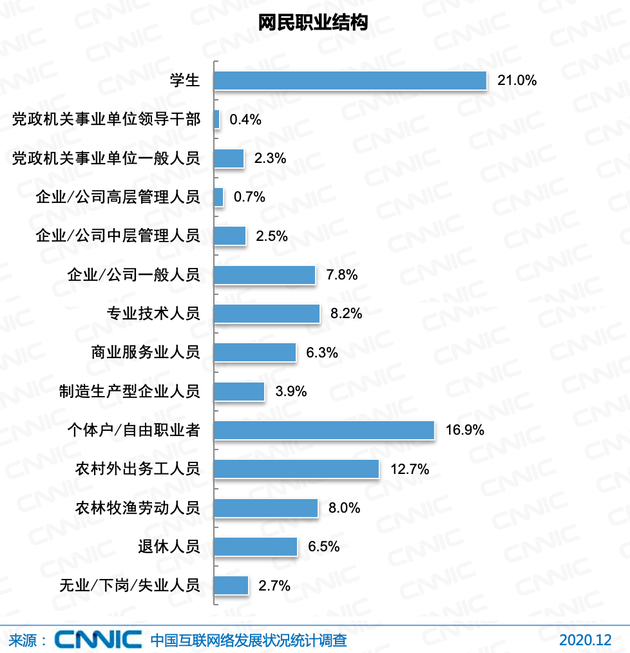 网民职业结构
学生 21.0%
党政机关事业单位领导干部 0.4%
党政机关事业单位一般人员 2.3%
企业/公司高层管理人员 0.7%
企业/公司中层管理人员 2.5%
企业/公司一般人员 7.8%
专业技术人员 8.2%
商业服务业人员 6.3%
制造生产型企业人员 3.9%
个体户/自由职业者 16.9%
农村外出务工人员 12.7%
农林牧渔劳动人员 8.0%
退休人员 6.5%
无业/下岗/失业人员 2.7%
来源： CNNIC 中国互联网络发展状况统计调查 2020.12